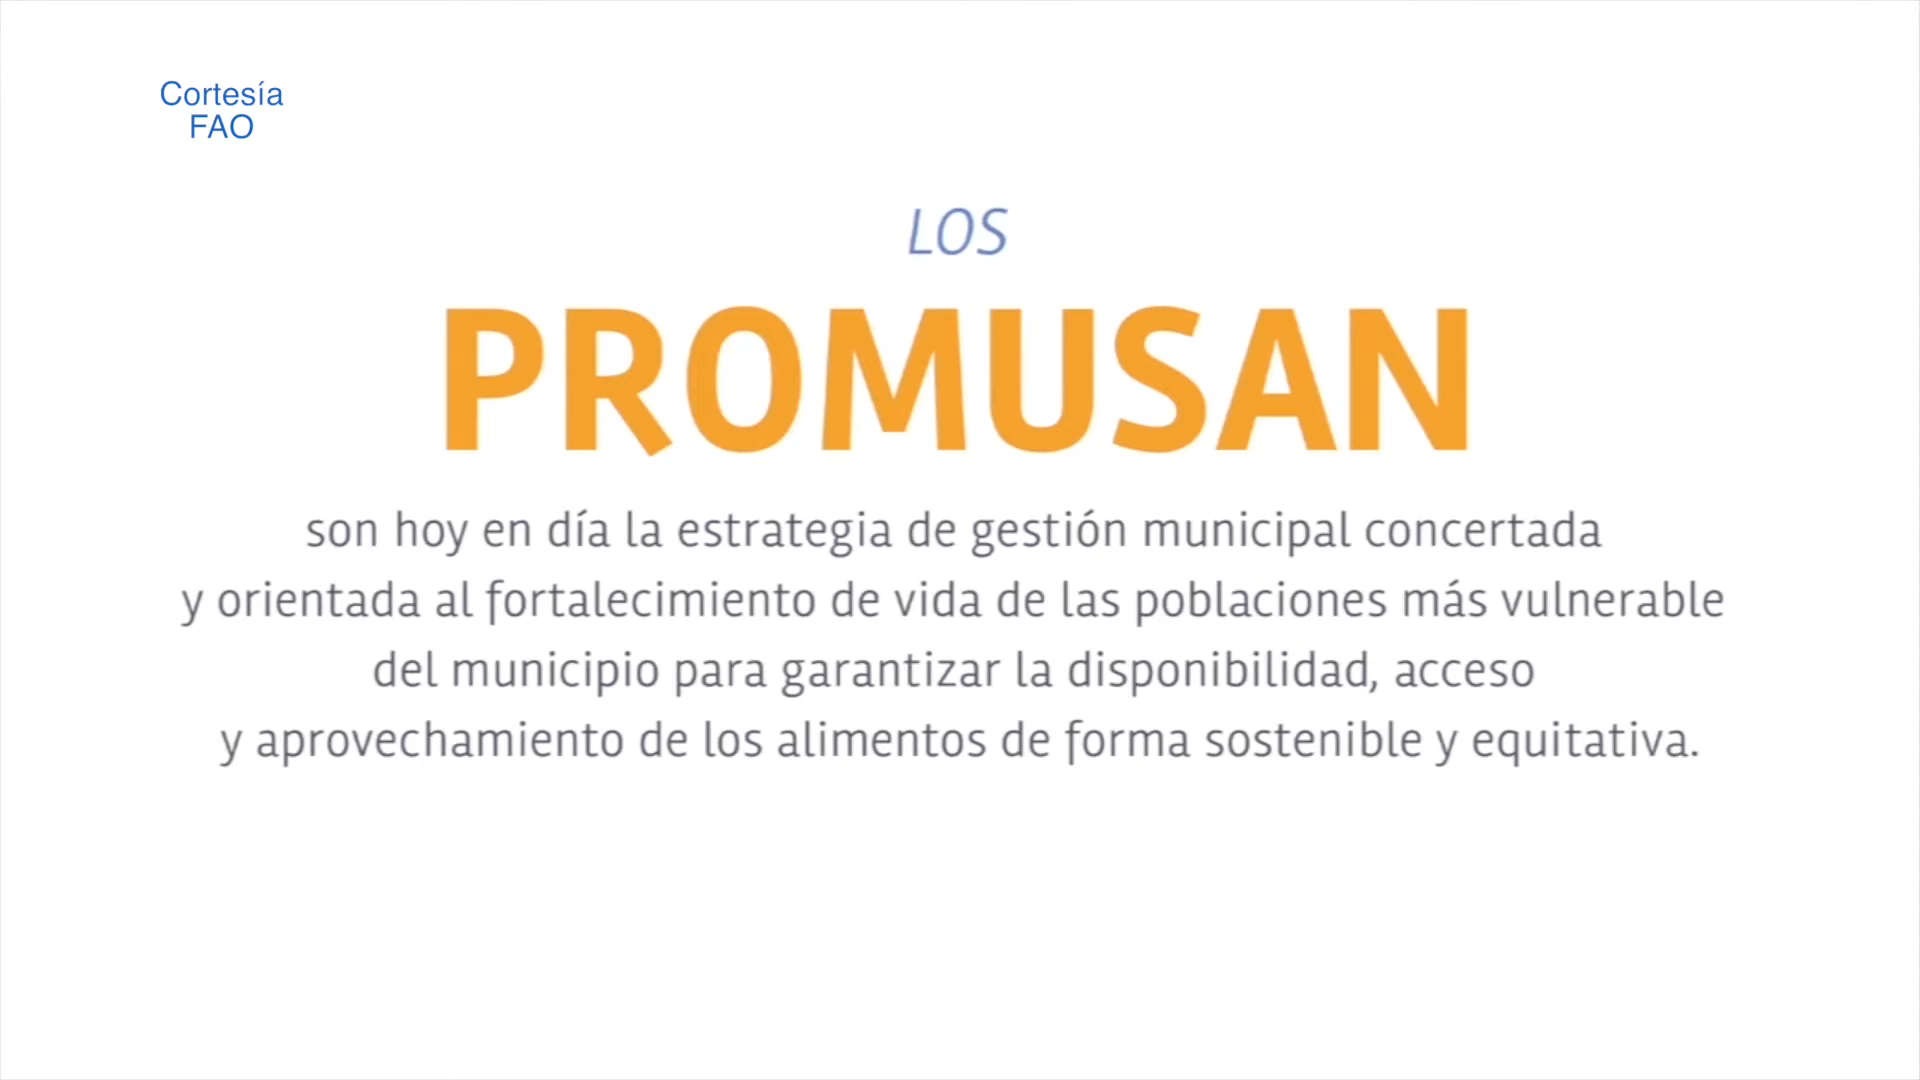 Cortesía
FAO
LOS
PROMUSAN
son hoy en día la estrategia de gestión municipal concertada
y orientada al fortalecimiento de vida de las poblaciones más vulnerable
del municipio para garantizar la disponibilidad, acceso
y aprovechamiento de los alimentos de forma sostenible y equitativa.